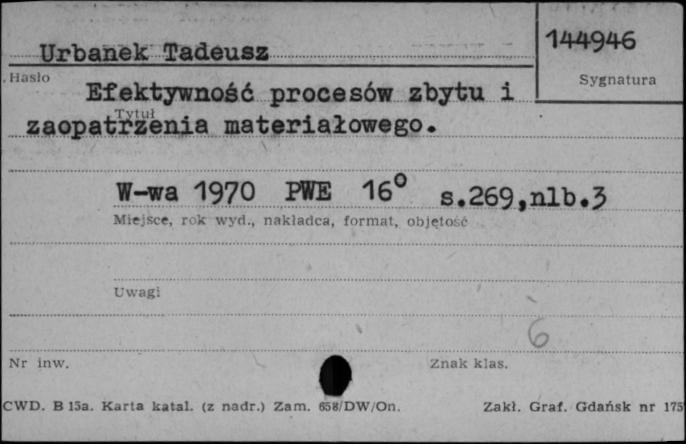 Urbanek Tadeusz
144946
Hasło
Sygnatura
Efektywność procesów zbytu i
Tytuł
zaopatrzenia materiałowego.
W-wa 1970 PWE 16° s.269,nlb.3
Miejsce, rok wyd., nakładca, format, objętość
Uwagi
6
Nr inw.
Znak klas.
CWD. B 15a. Karta katal. (z nadr.) Zam. 658/DW/On. Zakł. Graf. Gdańsk nr 175